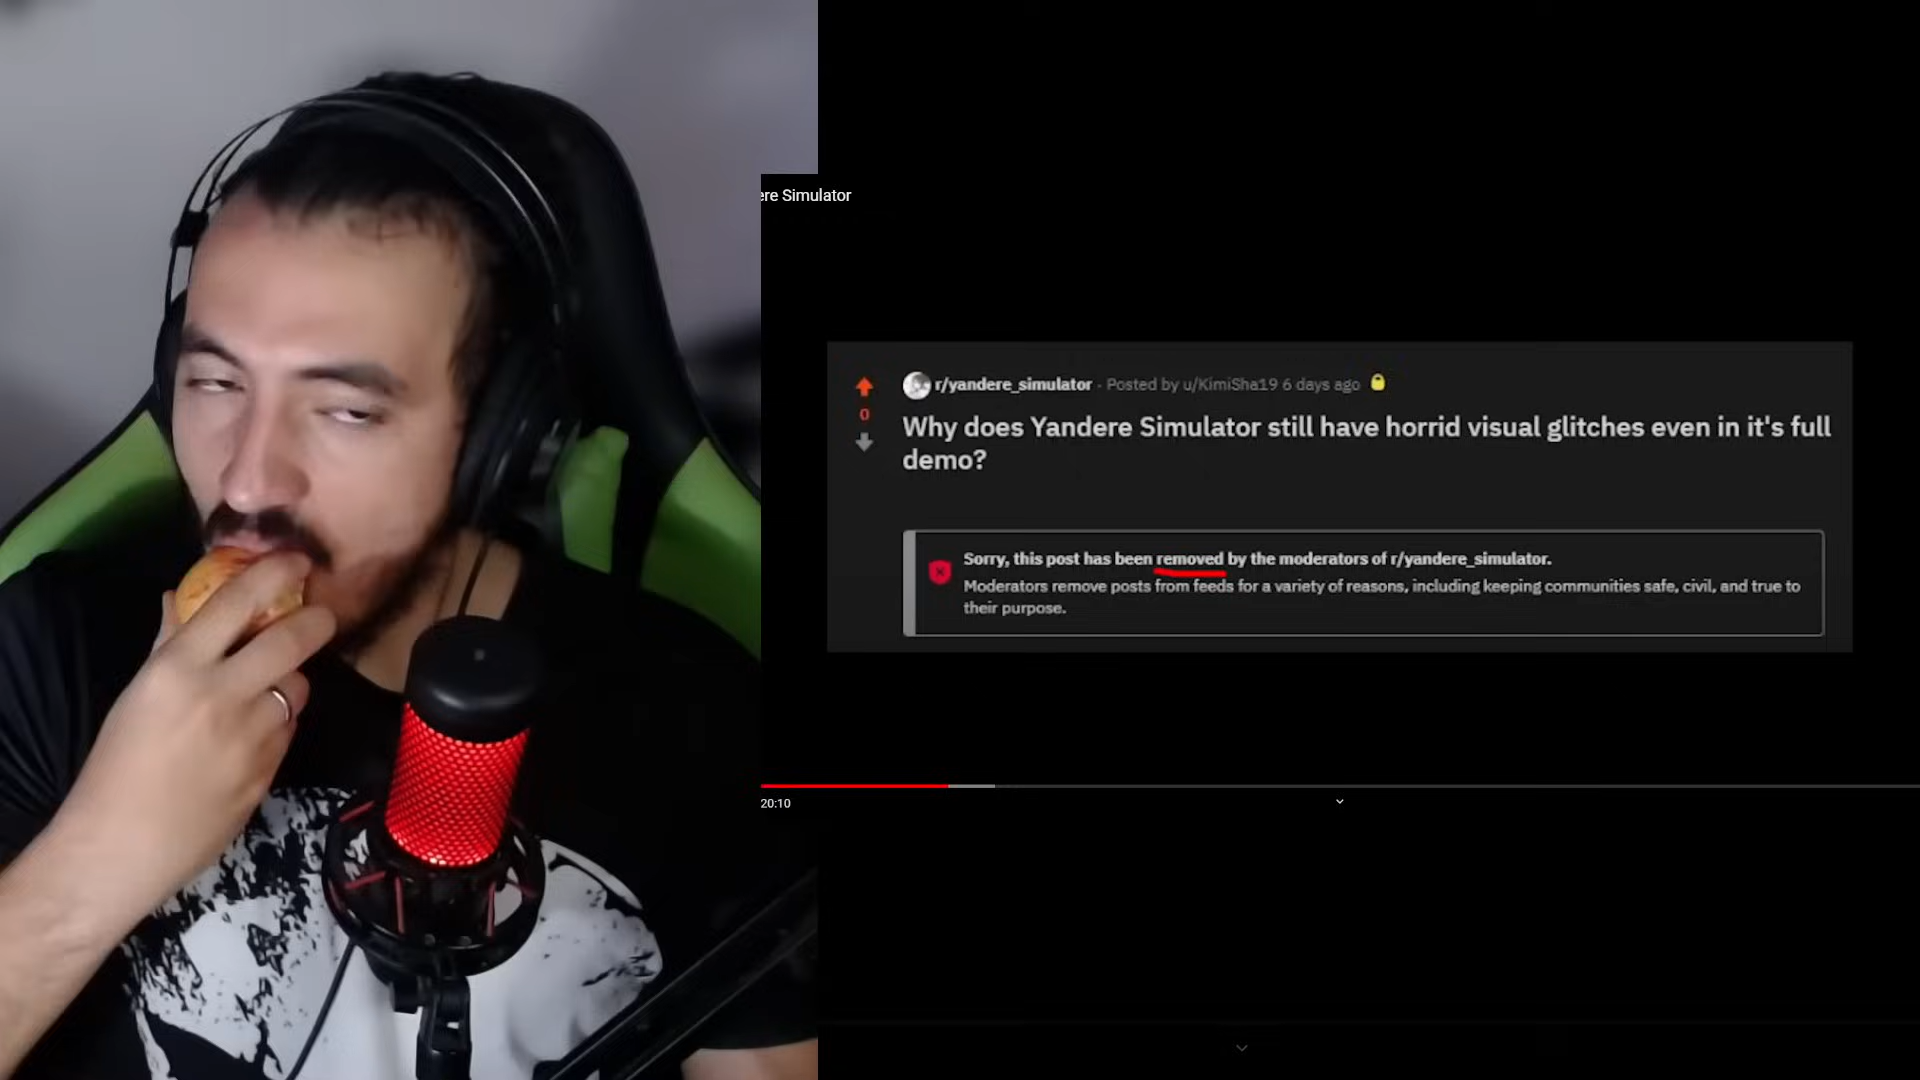 ere Simulator
r/yandere_simulator · Posted by u/KimiSha19 6 days ago
0
Why does Yandere Simulator still have horrid visual glitches even in it's full
demo?
Sorry, this post has been removed by the moderators of r/yandere_simulator.
Moderators remove posts from feeds for a variety of reasons, including keeping communities safe, civil, and true to
their purpose.
20:10